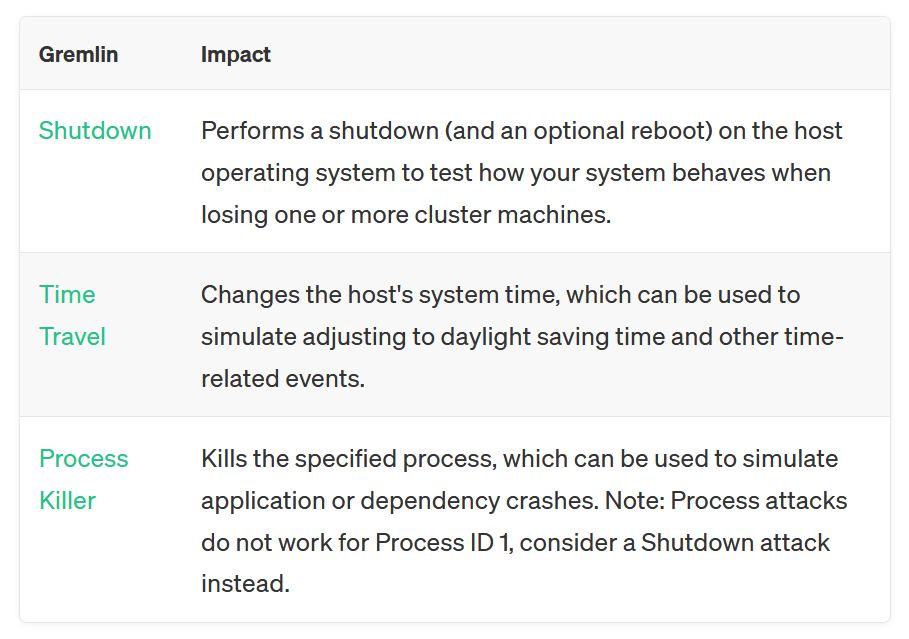 Gremlin Impact
Shutdown Performs a shutdown (and an optional reboot) on the host
operating system to test how your system behaves when
losing one or more cluster machines.
Time Changes the host's system time, which can be used to
Travel simulate adjusting to daylight saving time and other time-
related events.
Process Kills the specified process, which can be used to simulate
Killer application or dependency crashes. Note: Process attacks
do not work for Process ID 1, consider a Shutdown attack
instead.